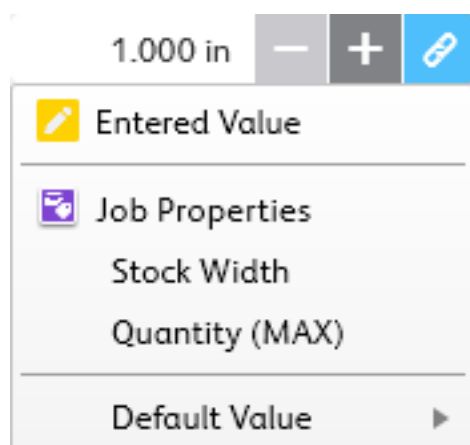 1.000 in
Entered Value
Job Properties
Stock Width
Quantity (MAX)
Default Value